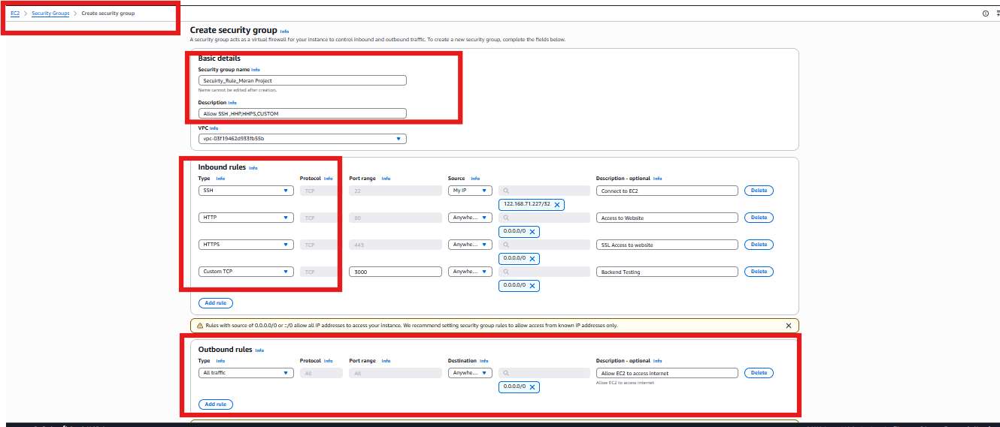 EC2 > Security Groups > Create security group
Create security group Info
A security group acts as a virtual firewall for your instance to control inbound and outbound traffic. To create a new security group, complete the fields below.
Basic details
Security group name Info
Secuirty_Rule_Meran Project
Name cannot be edited after creation.
Description Info
Allow SSH ,HHP,HHPS,CUSTOM
VPC Info
vpc-03f19462d933fb55b
Inbound rules Info
Type Info Protocol Info Port range Info Source Info Description - optional Info
SSH TCP 22 My IP Connect to EC2 Delete
122.168.71.227/32
HTTP TCP 80 Anywhe... Access to Website Delete
0.0.0.0/0
HTTPS TCP 443 Anywhe... SSL Access to website Delete
0.0.0.0/0
Custom TCP TCP 3000 Anywhe... Backend Testing Delete
0.0.0.0/0
Add rule
Rules with source of 0.0.0.0/0 or ::/0 allow all IP addresses to access your instance. We recommend setting security group rules to allow access from known IP addresses only.
Outbound rules Info
Type Info Protocol Info Port range Info Destination Info Description - optional Info
All traffic All All Anywhe... Allow EC2 to access internet Delete
0.0.0.0/0 Allow EC2 to access internet
Add rule